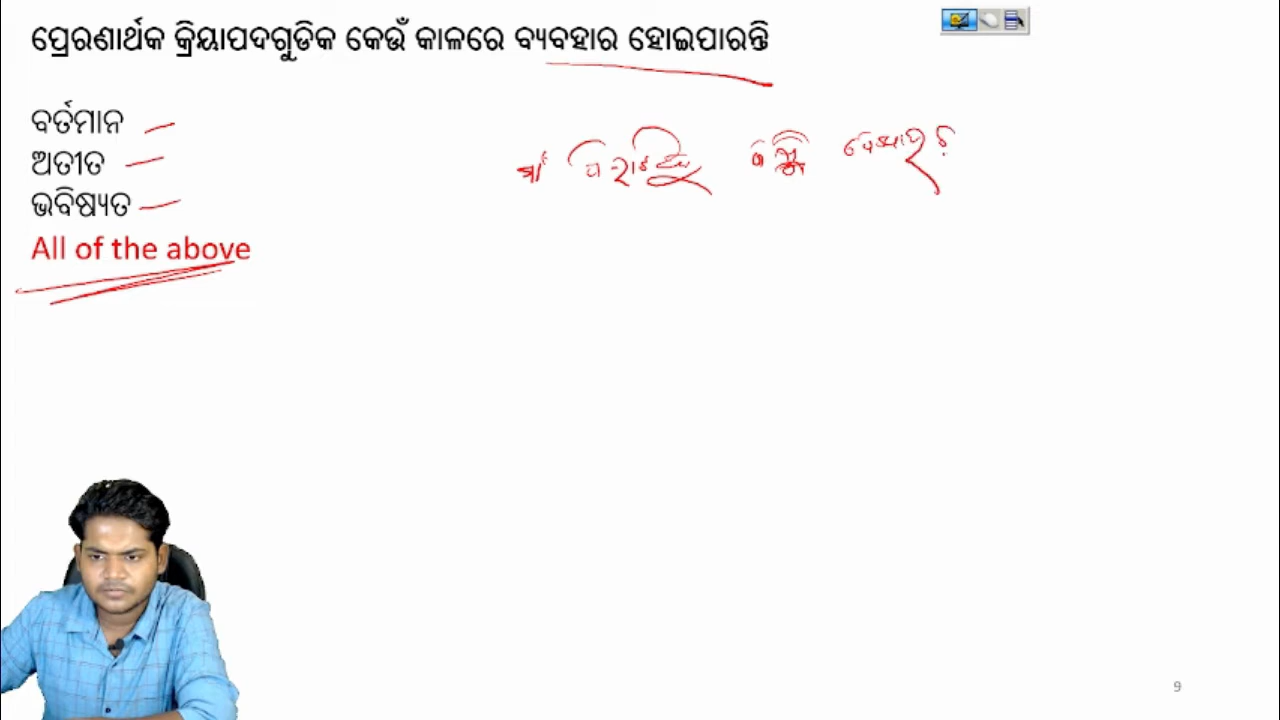 ପ୍ରେରଣାର୍ଥକ କ୍ରିୟାପଦଗୁଡିକ କେଉଁ କାଳରେ ବ୍ୟବହାର ହୋଇପାରନ୍ତି
ବର୍ତମାନ
ଅତୀତ
ଭବିଷ୍ୟତ
All of the above
ମାଁ
9